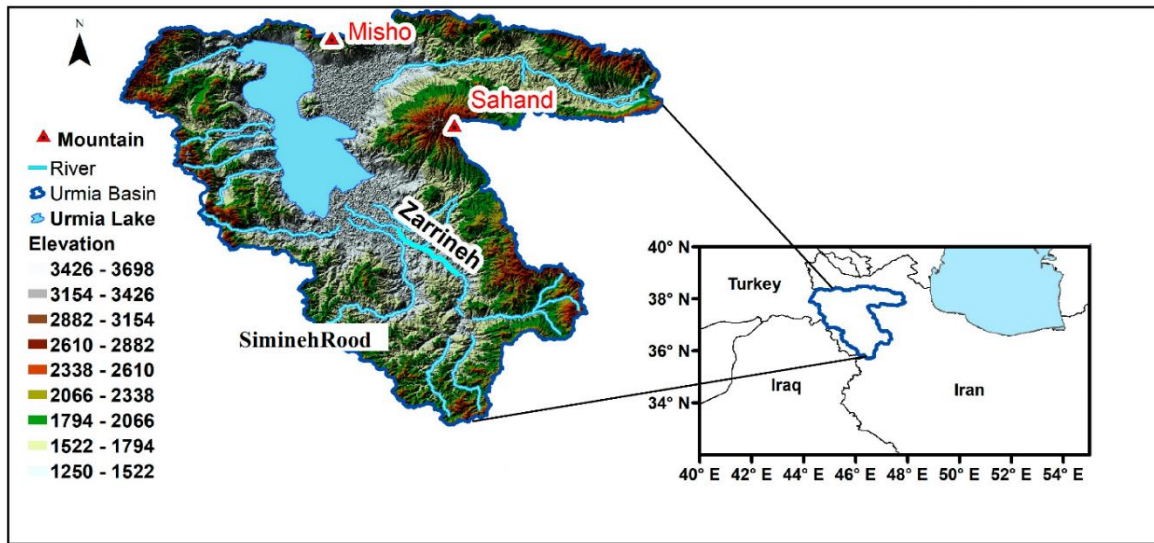 N
Misho
Sahand
Mountain
River
Urmia Basin
Urmia Lake
Elevation
3426 - 3698
3154 - 3426
2882 - 3154
2610 - 2882
2338 - 2610
2066 - 2338
1794 - 2066
1522 - 1794
1250 - 1522
Zarrineh
SiminehRood
40° N
38° N
36° N
34° N
Turkey
Iraq
Iran
40° E 44° E 46° E 48° E 50° E 52° E 54° E